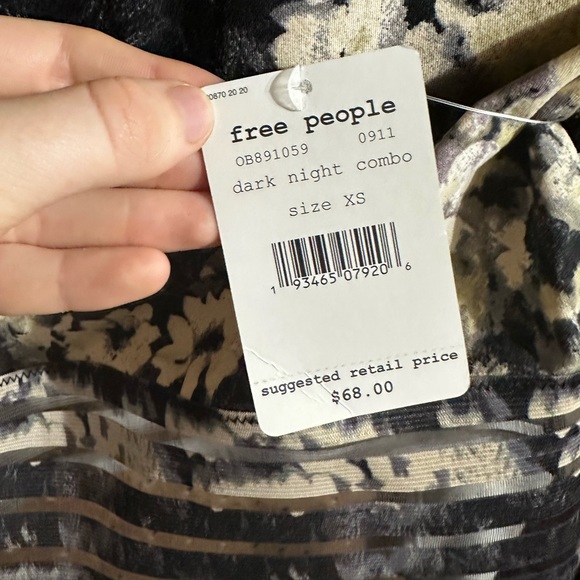 20 20
free people
OB891059 0911
dark night combo
size XS
1 93465 07920 6
suggested retail price
$68.00